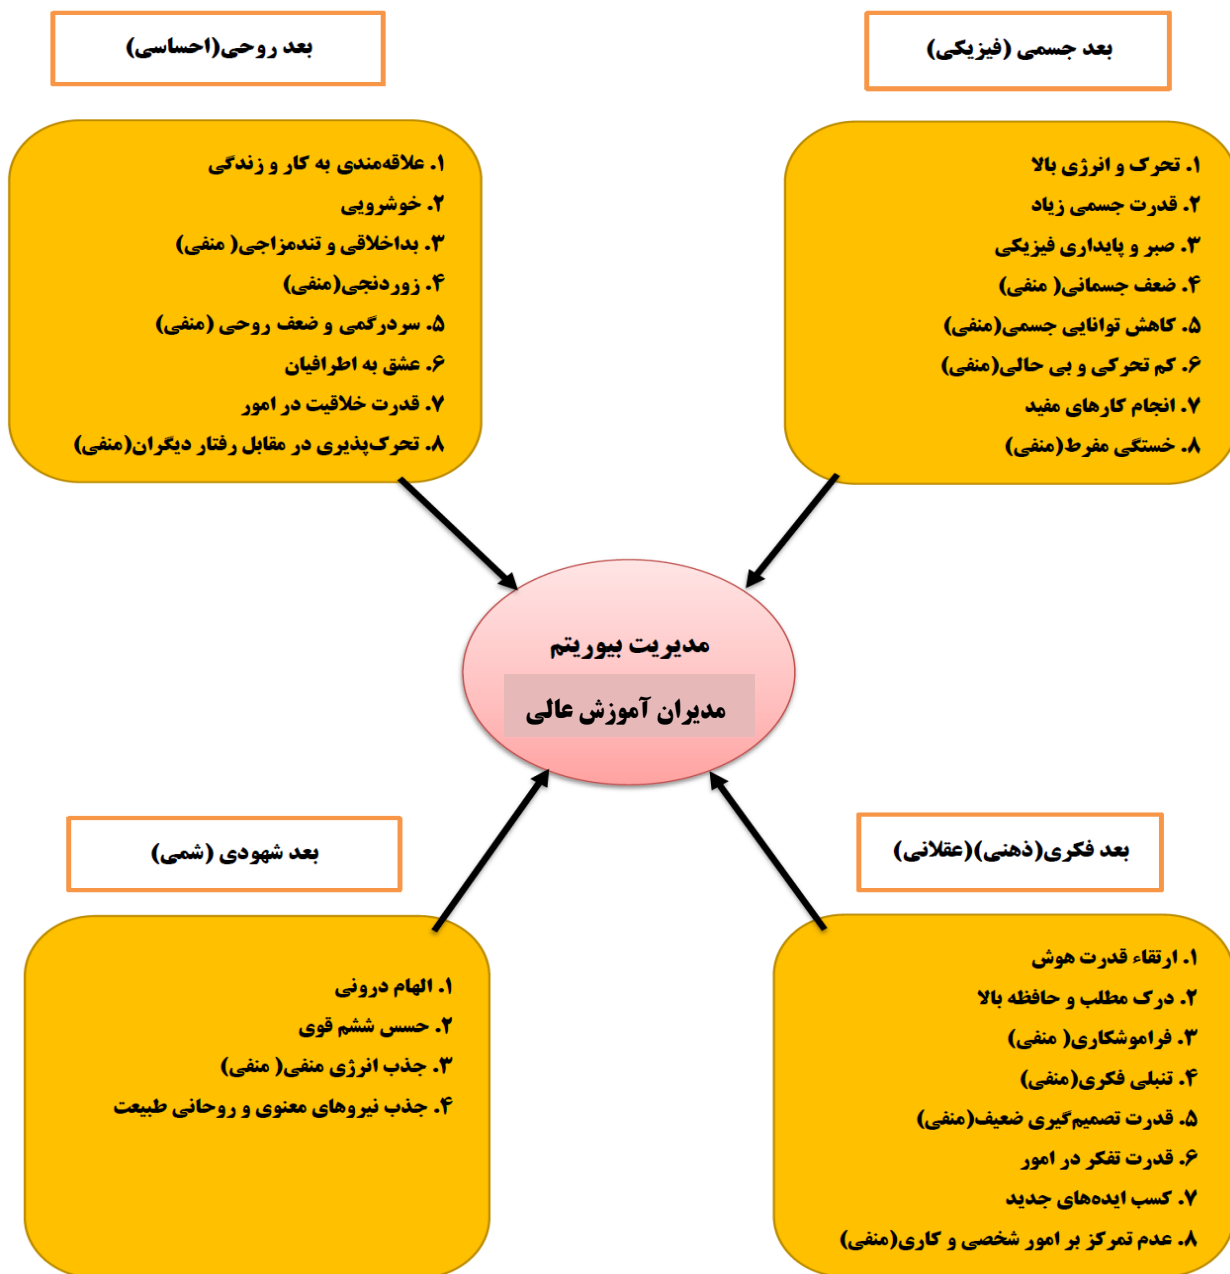 بعد جسمی (فیزیکی)
۱. تحرک و انرژی بالا
۲. قدرت جسمی زیاد
۳. صبر و پایداری فیزیکی
۴. ضعف جسمانی( منفی)
۵. کاهش توانایی جسمی(منفی)
۶. کم تحرکی و بی حالی(منفی)
۷. انجام کارهای مفید
۸. خستگی مفرط(منفی)
بعد روحی(احساسی)
۱. علاقه‌مندی به کار و زندگی
۲. خوشرویی
۳. بداخلاقی و تندمزاجی( منفی)
۴. زوردنجی(منفی)
۵. سردرگمی و ضعف روحی (منفی)
۶. عشق به اطرافیان
۷. قدرت خلاقیت در امور
۸. تحرک‌پذیری در مقابل رفتار دیگران(منفی)
مدیریت بیوریتم
مدیران آموزش عالی
بعد فکری(ذهنی)(عقلانی)
۱. ارتقاء قدرت هوش
۲. درک مطلب و حافظه بالا
۳. فراموشکاری( منفی)
۴. تنبلی فکری(منفی)
۵. قدرت تصمیم‌گیری ضعیف(منفی)
۶. قدرت تفکر در امور
۷. کسب ایده‌های جدید
۸. عدم تمرکز بر امور شخصی و کاری(منفی)
بعد شهودی (شمی)
۱. الهام درونی
۲. حسس ششم قوی
۳. جذب انرژی منفی( منفی)
۴. جذب نیروهای معنوی و روحانی طبیعت